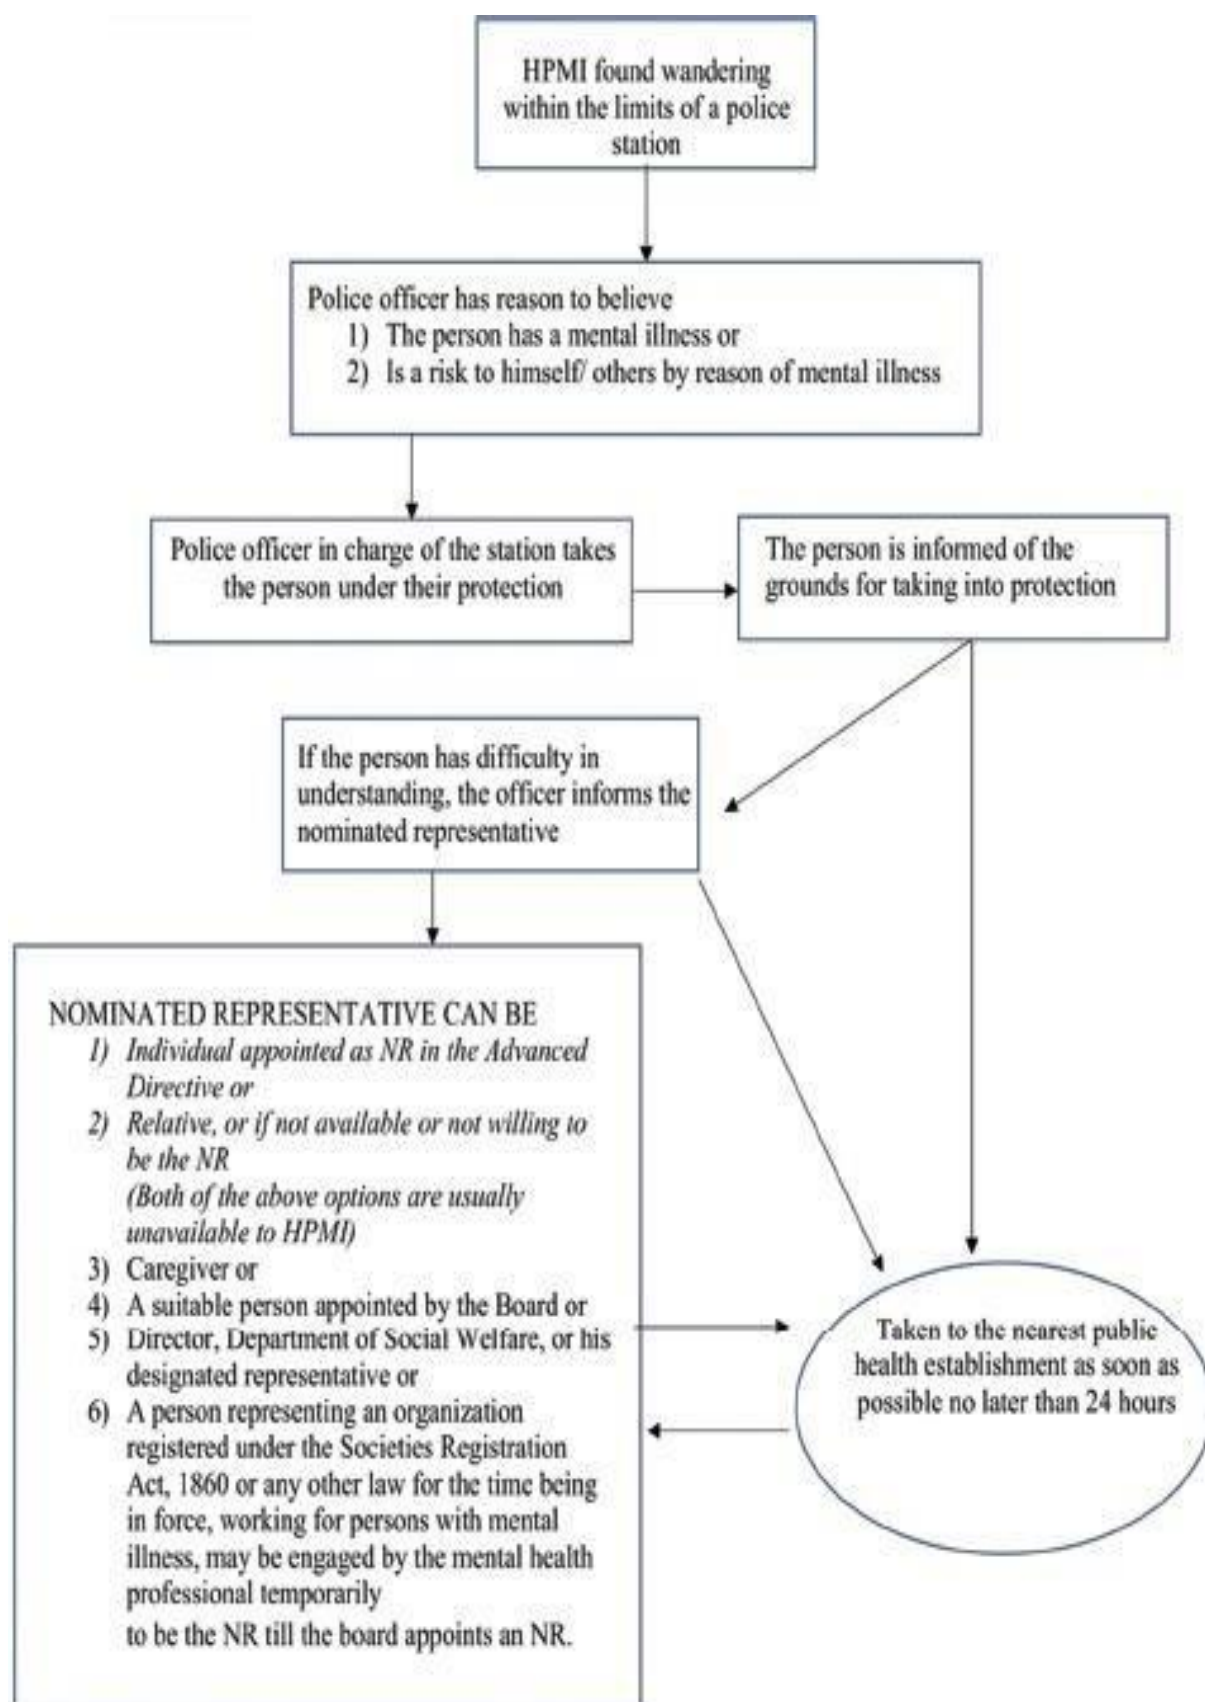 HPMI found wandering
within the limits of a police
station
Police officer has reason to believe
1) The person has a mental illness or
2) Is a risk to himself/ others by reason of mental illness
Police officer in charge of the station takes
the person under their protection
The person is informed of the
grounds for taking into protection
If the person has difficulty in
understanding, the officer informs the
nominated representative
NOMINATED REPRESENTATIVE CAN BE
1) Individual appointed as NR in the Advanced
Directive or
2) Relative, or if not available or not willing to
be the NR
(Both of the above options are usually
unavailable to HPMI)
3) Caregiver or
4) A suitable person appointed by the Board or
5) Director, Department of Social Welfare, or his
designated representative or
6) A person representing an organization
registered under the Societies Registration
Act, 1860 or any other law for the time being
in force, working for persons with mental
illness, may be engaged by the mental health
professional temporarily
to be the NR till the board appoints an NR.
Taken to the nearest public
health establishment as soon as
possible no later than 24 hours